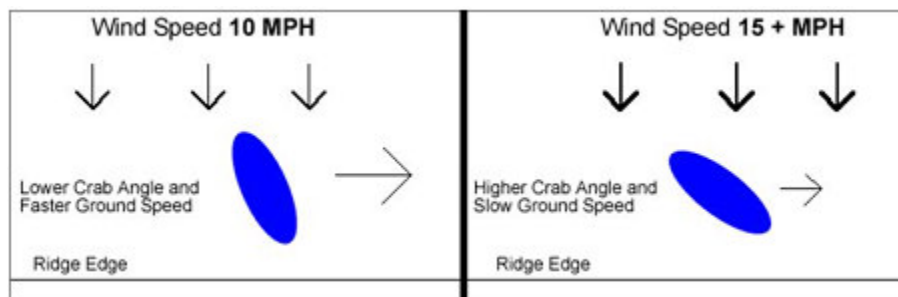 Wind Speed 10 MPH
Lower Crab Angle and
Faster Ground Speed
Ridge Edge
Wind Speed 15 + MPH
Higher Crab Angle and
Slow Ground Speed
Ridge Edge